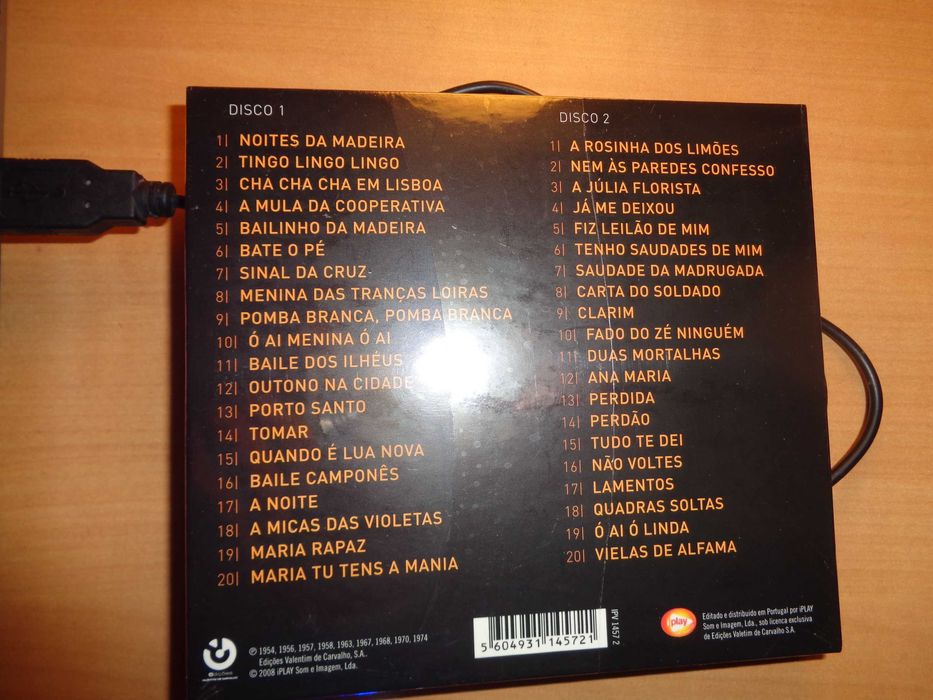 DISCO 1
1| NOITES DA MADEIRA
2| TINGO LINGO LINGO
3| CHA CHA CHA EM LISBOA
4| A MULA DA COOPERATIVA
5| BAILINHO DA MADEIRA
6| BATE O PÉ
7| SINAL DA CRUZ
8| MENINA DAS TRANÇAS LOIRAS
9| POMBA BRANCA, POMBA BRANCA
10| Ó AI MENINA Ó AI
11| BAILE DOS ILHÉUS
12| OUTONO NA CIDADE
13| PORTO SANTO
14| TOMAR
15| QUANDO É LUA NOVA
16| BAILE CAMPONÊS
17| A NOITE
18| A MICAS DAS VIOLETAS
19| MARIA RAPAZ
20| MARIA TU TENS A MANIA
DISCO 2
1| A ROSINHA DOS LIMÕES
2| NEM ÀS PAREDES CONFESSO
3| A JÚLIA FLORISTA
4| JÁ ME DEIXOU
5| FIZ LEILÃO DE MIM
6| TENHO SAUDADES DE MIM
7| SAUDADE DA MADRUGADA
8| CARTA DO SOLDADO
9| CLARIM
10| FADO DO ZÉ NINGUÉM
11| DUAS MORTALHAS
12| ANA MARIA
13| PERDIDA
14| PERDÃO
15| TUDO TE DEI
16| NÃO VOLTES
17| LAMENTOS
18| QUADRAS SOLTAS
19| Ó AI Ó LINDA
20| VIELAS DE ALFAMA
℗ 1954, 1956, 1957, 1958, 1963, 1967, 1968, 1970, 1974
Edições Valentim de Carvalho, S.A.
© 2008 iPLAY Som e Imagem, Lda.
5 604931 145721
IPV 1457 2
iplay
Editado e distribuido em Portugal por iPLAY
Som e Imagem, Lda., sob licença exclusiva
de Edições Valetim de Carvalho S.A.